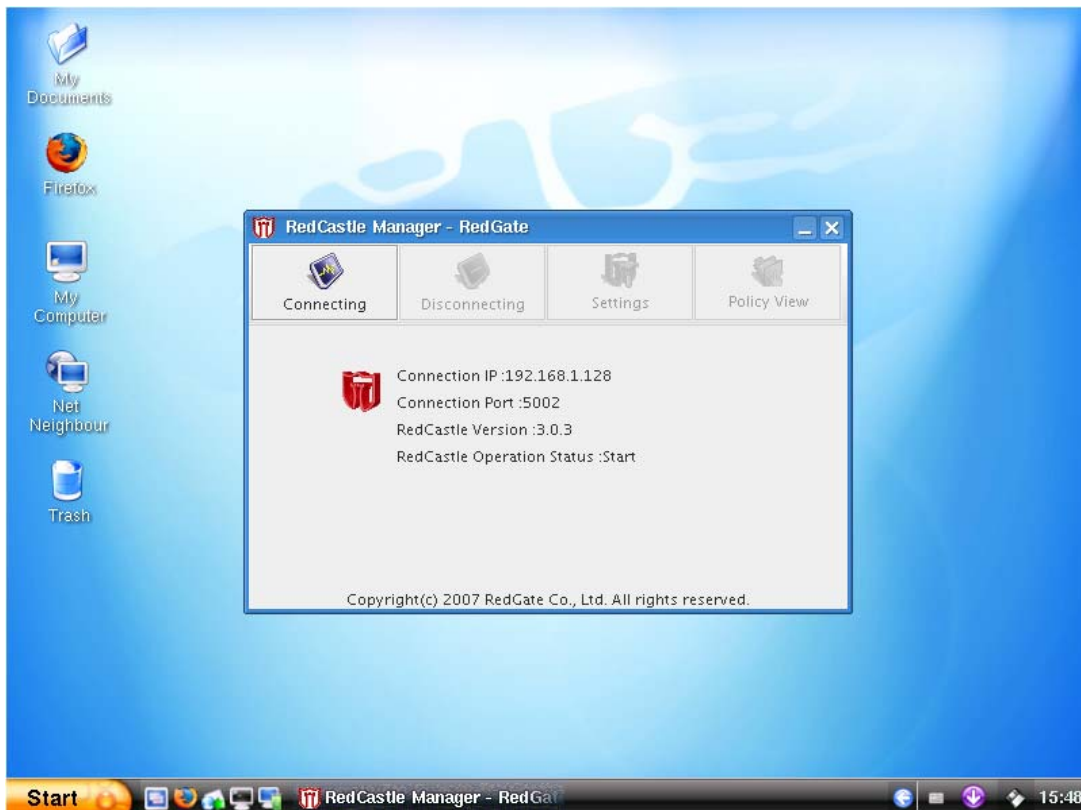 My
Documents
Firefox
My
Computer
Net
Neighbour
Trash
RedCastle Manager - RedGate
Connecting
Disconnecting
Settings
Policy View
Connection IP :192.168.1.128
Connection Port :5002
RedCastle Version :3.0.3
RedCastle Operation Status :Start
Copyright(c) 2007 RedGate Co., Ltd. All rights reserved.
Start
RedCastle Manager - RedGat
15:48